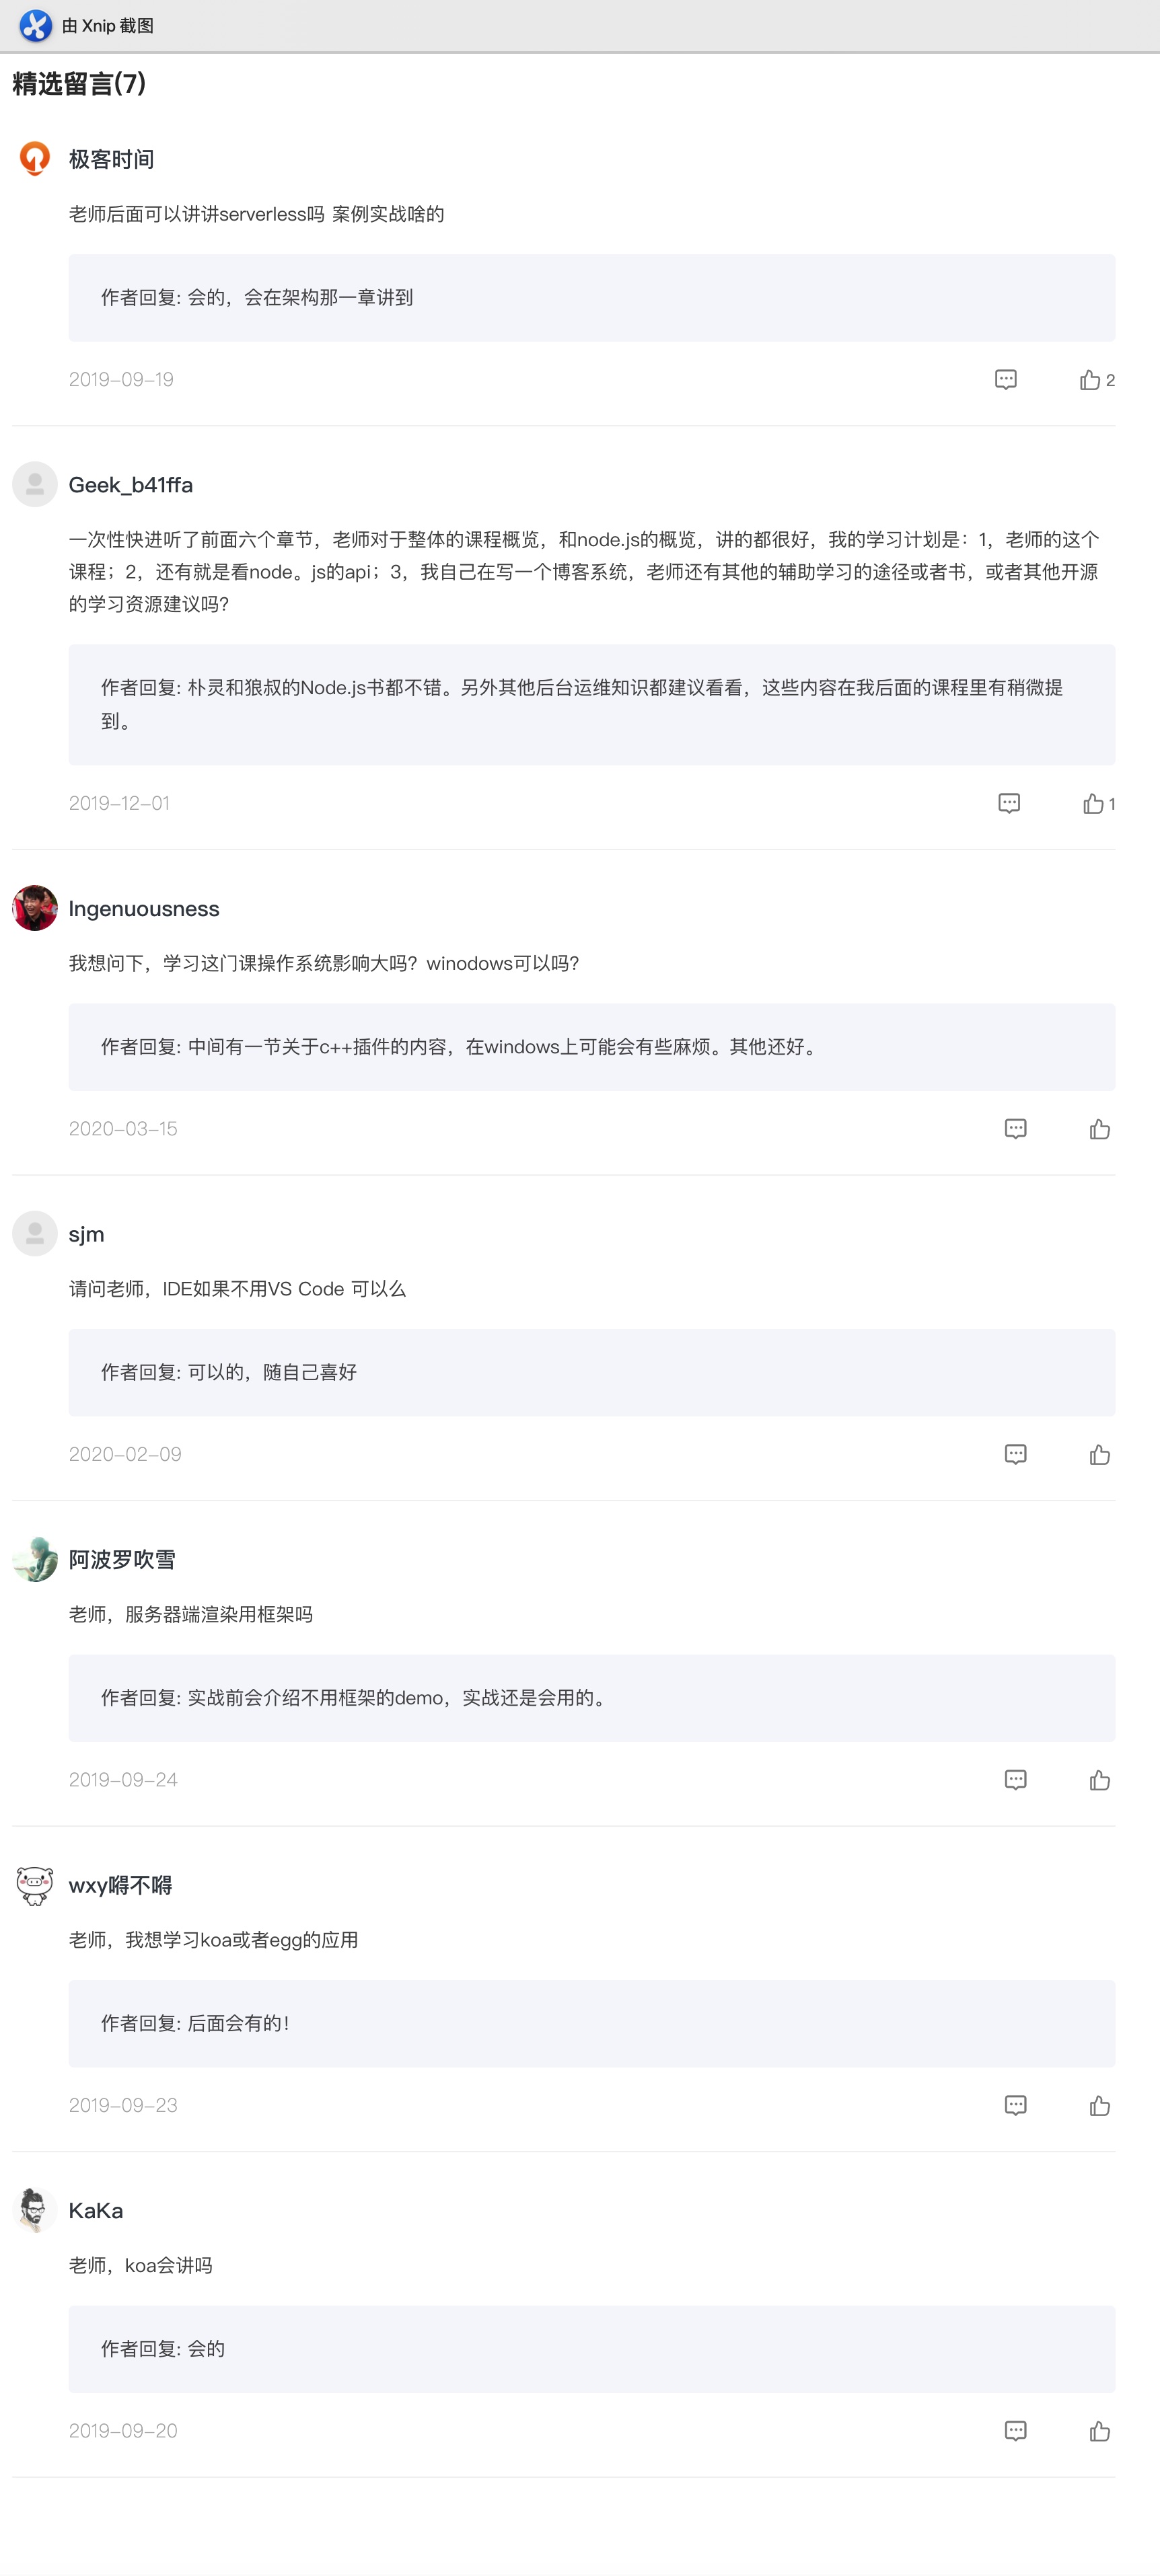 由 Xnip 截图
精选留言(7)
极客时间
老师后面可以讲讲serverless吗 案例实战啥的
作者回复: 会的，会在架构那一章讲到
2019-09-19
2
Geek_b41ffa
一次性快进听了前面六个章节，老师对于整体的课程概览，和node.js的概览，讲的都很好，我的学习计划是：1，老师的这个
课程；2，还有就是看node。js的api；3，我自己在写一个博客系统，老师还有其他的辅助学习的途径或者书，或者其他开源
的学习资源建议吗？
作者回复: 朴灵和狼叔的Node.js书都不错。另外其他后台运维知识都建议看看，这些内容在我后面的课程里有稍微提
到。
2019-12-01
1
Ingenuousness
我想问下，学习这门课操作系统影响大吗？winodows可以吗？
作者回复: 中间有一节关于c++插件的内容，在windows上可能会有些麻烦。其他还好。
2020-03-15
sjm
请问老师，IDE如果不用VS Code 可以么
作者回复: 可以的，随自己喜好
2020-02-09
阿波罗吹雪
老师，服务器端渲染用框架吗
作者回复: 实战前会介绍不用框架的demo，实战还是会用的。
2019-09-24
wxy嘚不嘚
老师，我想学习koa或者egg的应用
作者回复: 后面会有的！
2019-09-23
KaKa
老师，koa会讲吗
作者回复: 会的
2019-09-20